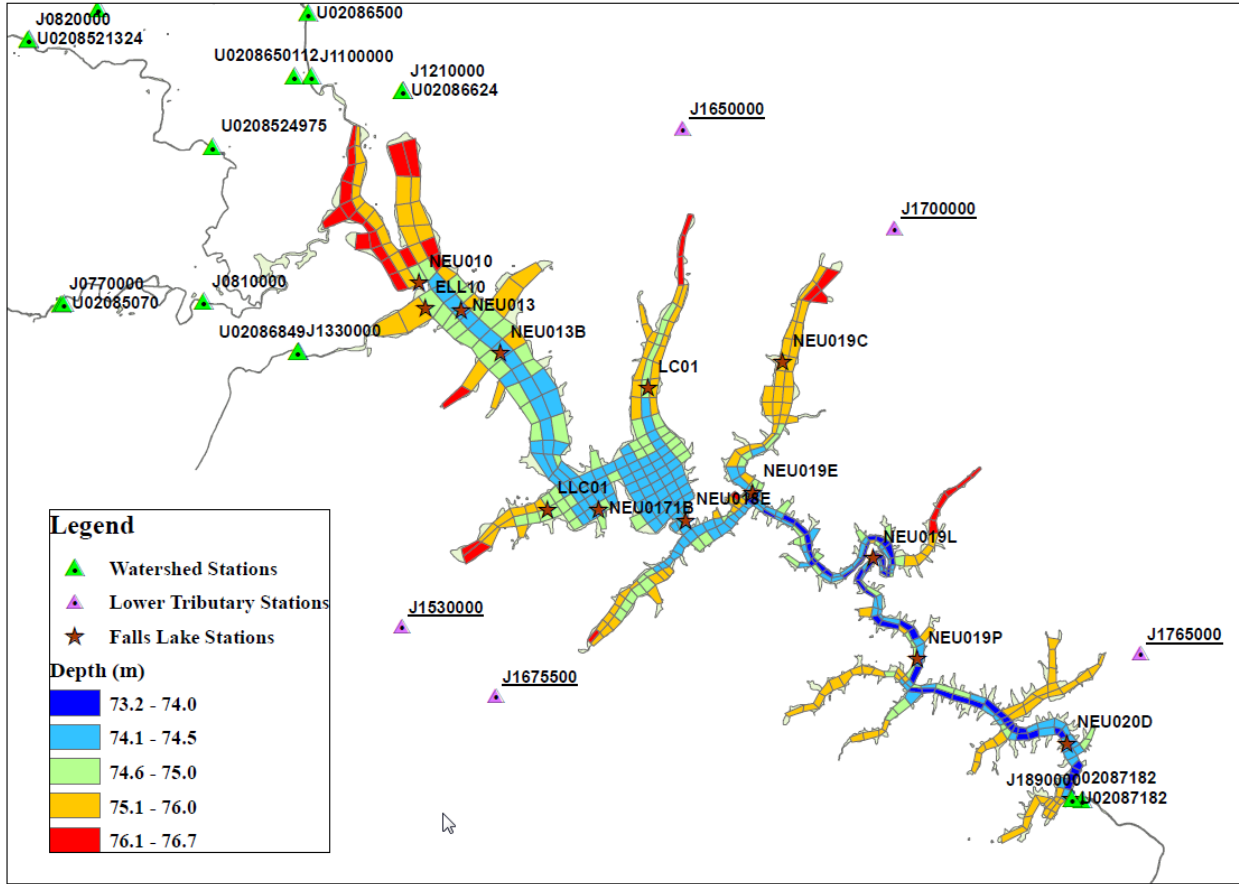 J0820000
U02086500
U0208521324
U0208650112
J1100000
J1210000
U02086624
J1650000
U0208524975
J1700000
NEU010
J0770000
J0810000
ELL10
U02085070
NEU013
U02086849
J1330000
NEU013B
NEU019C
LC01
NEU019E
LLC01
NEU018E
NEU0171B
NEU019L
Legend
Watershed Stations
Lower Tributary Stations
Falls Lake Stations
J1530000
NEU019P
J1765000
Depth (m)
J1675500
73.2 - 74.0
74.1 - 74.5
NEU020D
74.6 - 75.0
J1890000
02087182
U02087182
75.1 - 76.0
76.1 - 76.7